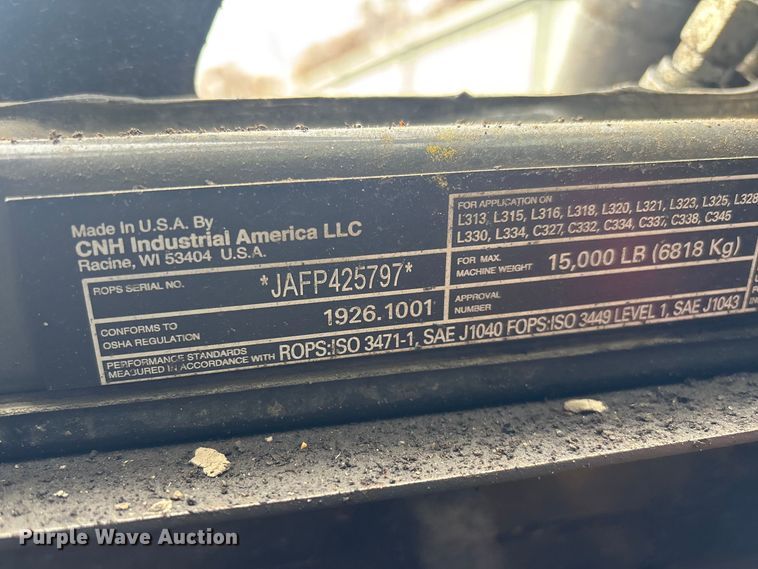 Made In U.S.A. By
CNH Industrial America LLC
Racine, WI 53404 U.S.A.
ROPS SERIAL NO.
*JAFP425797*
CONFORMS TO
OSHA REGULATION
1926.1001
PERFORMANCE STANDARDS
MEASURED IN ACCORDANCE WITH ROPS:ISO 3471-1, SAE J1040 FOPS:ISO 3449 LEVEL 1, SAE J1043
FOR APPLICATION ON
L313, L315, L316, L318, L320, L321, L323, L325, L328
L330, L334, C327, C332, C334, C337, C338, C345
FOR MAX.
MACHINE WEIGHT
15,000 LB (6818 Kg)
APPROVAL
NUMBER
Purple Wave Auction